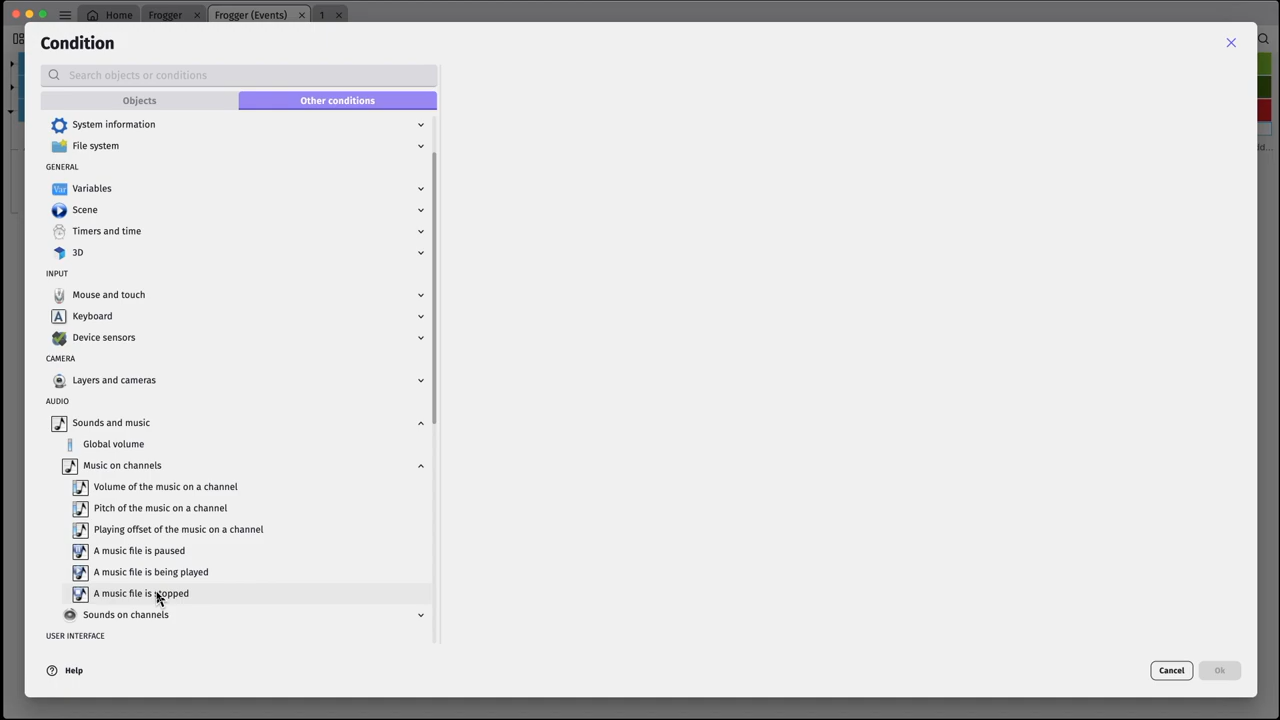 Home
Frogger
Frogger (Events)
1
Condition
Search objects or conditions
Objects
Other conditions
System information
File system
GENERAL
Var
Variables
Scene
Timers and time
3D
INPUT
Mouse and touch
A
Keyboard
Device sensors
CAMERA
Layers and cameras
AUDIO
Sounds and music
Global volume
Music on channels
Volume of the music on a channel
Pitch of the music on a channel
Playing offset of the music on a channel
A music file is paused
A music file is being played
A music file is stopped
Sounds on channels
USER INTERFACE
? Help
Cancel
Ok